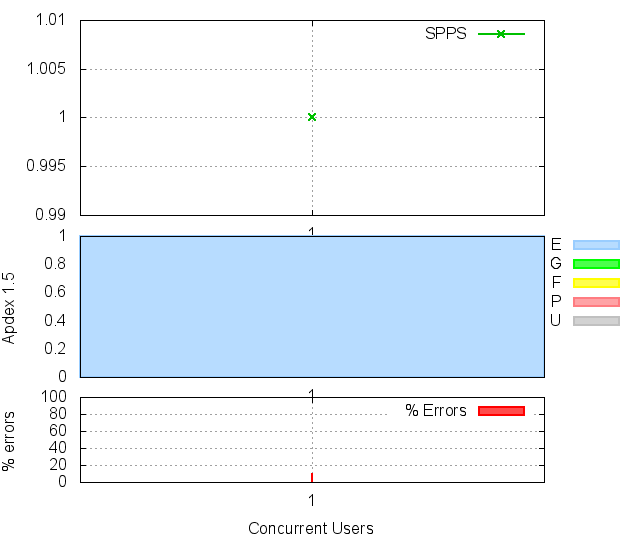 1.01
SPPS
1.005
1
0.995
0.99
1
1
E
0.8
G
0.6
F
Apdex 1.5
0.4
P
0.2
U
0
1
100
% Errors
80
60
% errors
40
20
0
1
Concurrent Users